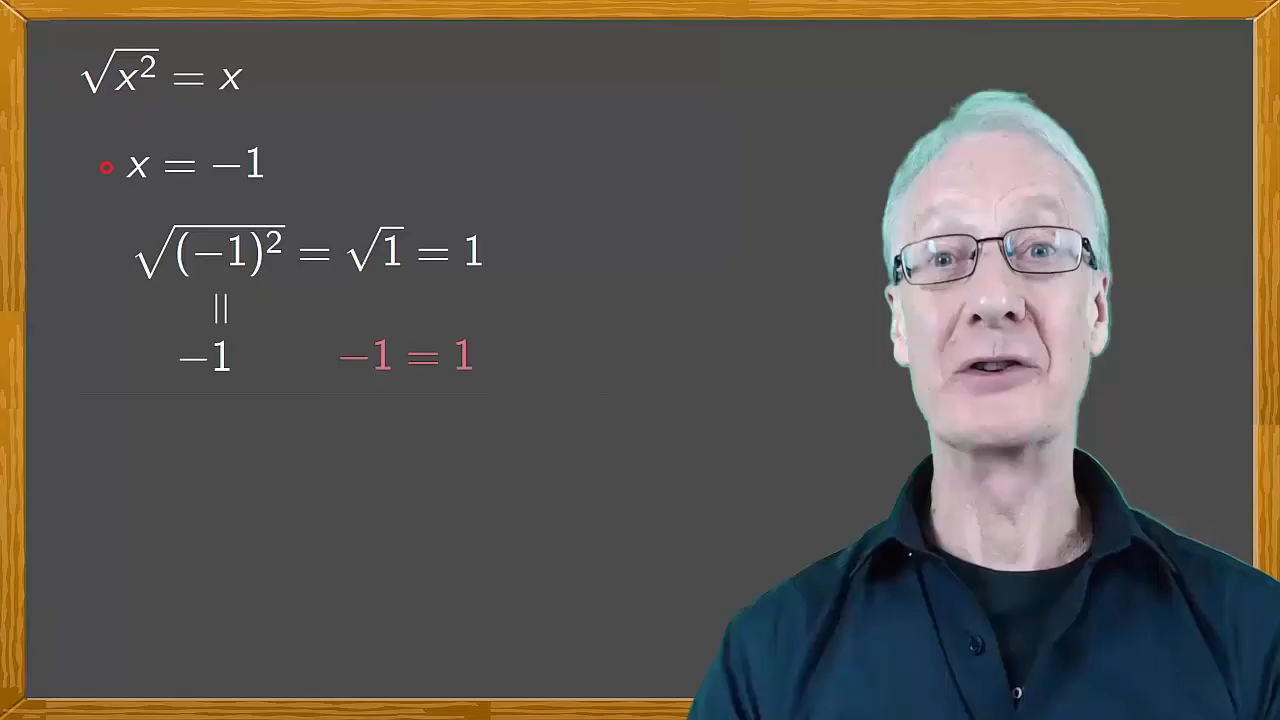 √x² = x
∘ x = −1
√(−1)² = √1 = 1
||
−1 −1 = 1